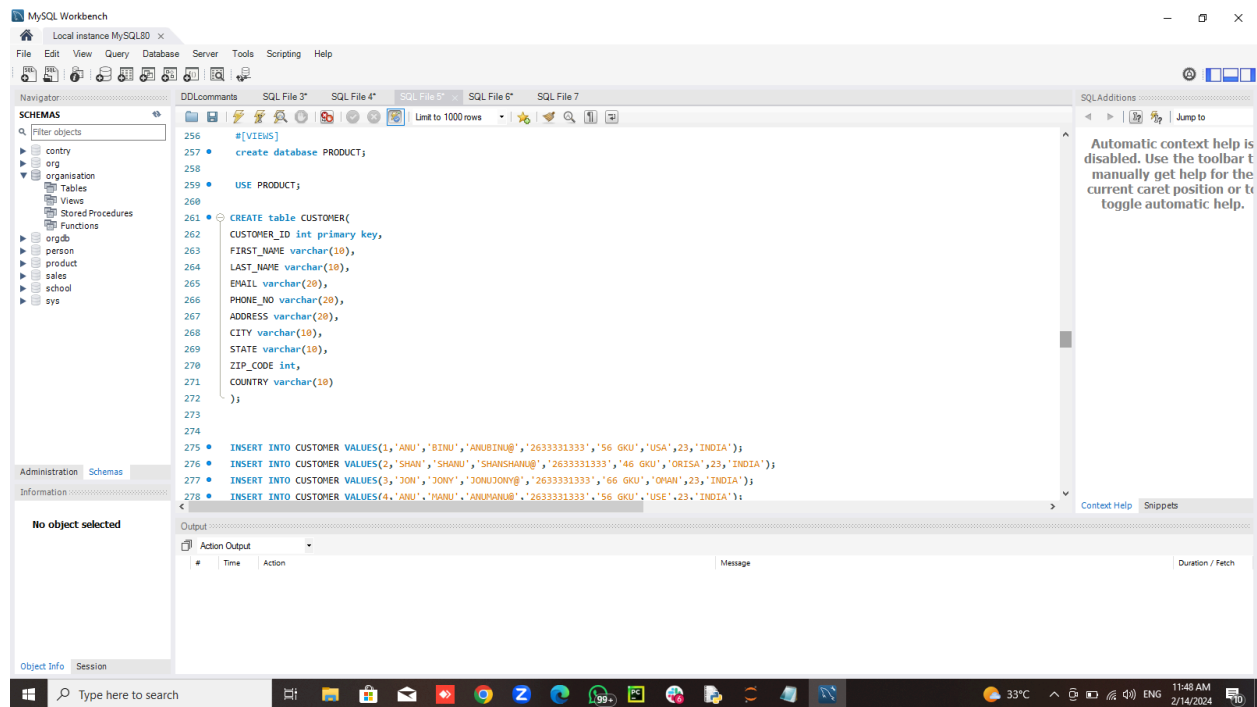 MySQL Workbench
Local instance MySQL80 ×
File Edit View Query Database Server Tools Scripting Help
Navigator
SCHEMAS
Filter objects
contry
org
organisation
Tables
Views
Stored Procedures
Functions
orgdb
person
product
sales
school
sys
Administration Schemas
Information
No object selected
Object Info Session
DDLcommants SQL File 3* SQL File 4* SQL File 5* × SQL File 6* SQL File 7
Limit to 1000 rows
256 #[VIEWS]
257 create database PRODUCT;
258
259 USE PRODUCT;
260
261 CREATE table CUSTOMER(
262 CUSTOMER_ID int primary key,
263 FIRST_NAME varchar(10),
264 LAST_NAME varchar(10),
265 EMAIL varchar(20),
266 PHONE_NO varchar(20),
267 ADDRESS varchar(20),
268 CITY varchar(10),
269 STATE varchar(10),
270 ZIP_CODE int,
271 COUNTRY varchar(10)
272 );
273
274
275 INSERT INTO CUSTOMER VALUES(1,'ANU','BINU','ANUBINU@','2633331333','56 GKU','USA',23,'INDIA');
276 INSERT INTO CUSTOMER VALUES(2,'SHAN','SHANU','SHANSHANU@','2633331333','46 GKU','ORISA',23,'INDIA');
277 INSERT INTO CUSTOMER VALUES(3,'JON','JONY','JONUJONY@','2633331333','66 GKU','OMAN',23,'INDIA');
278 INSERT INTO CUSTOMER VALUES(4,'ANU','MANU','ANUMANU@','2633331333','56 GKU','USE',23,'INDIA');
Output
Action Output
# Time Action Message Duration / Fetch
SQLAdditions
Jump to
Automatic context help is
disabled. Use the toolbar t
manually get help for the
current caret position or to
toggle automatic help.
Context Help Snippets
Type here to search
99+
33°C
ENG
11:48 AM
2/14/2024